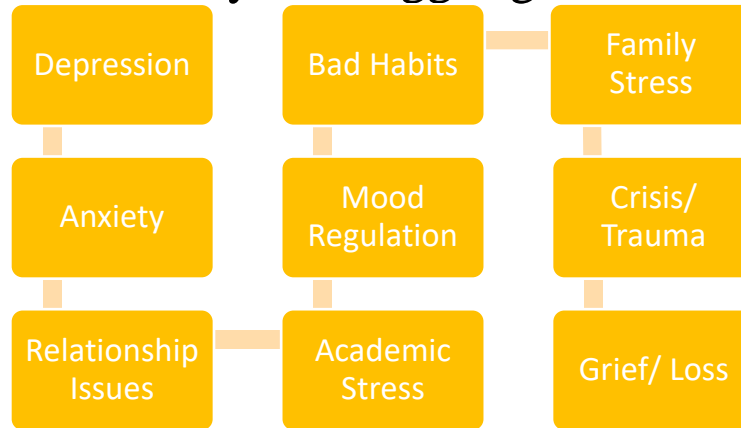 Depression
Anxiety
Relationship
Issues
Academic
Stress
Mood
Regulation
Bad Habits
Family
Stress
Crisis/
Trauma
Grief/ Loss